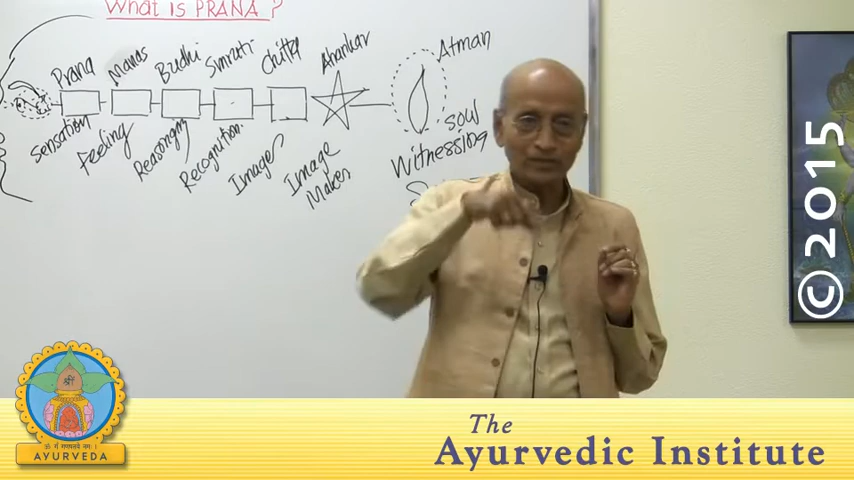 What is PRANA ?
Prana Manas Budhi Smruti Chitta Ahankar Atman
Sensation Feeling Reasoning Recognition Image Image Maker
Soul
Witnessing
©2015
श्री
AYURVEDA
The
Ayurvedic Institute